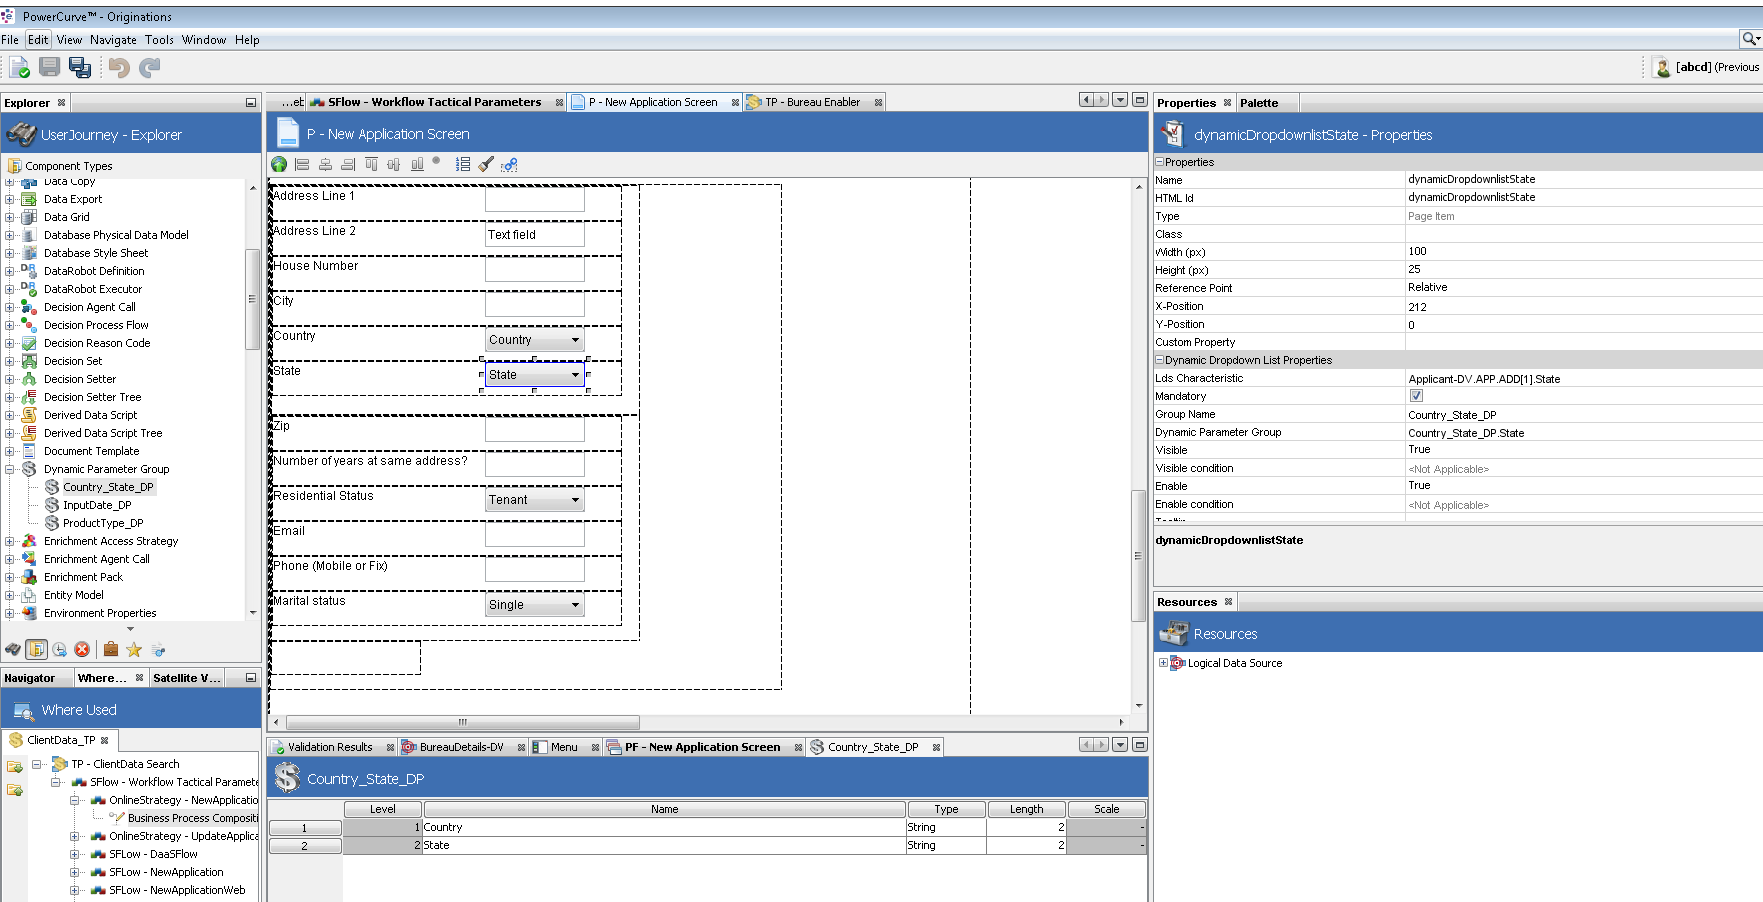 PowerCurve™ - Originations
File Edit View Navigate Tools Window Help
[abcd] (Previous
Explorer
UserJourney - Explorer
Component Types
Data Copy
Data Export
Data Grid
Database Physical Data Model
Database Style Sheet
DataRobot Definition
DataRobot Executor
Decision Agent Call
Decision Process Flow
Decision Reason Code
Decision Set
Decision Setter
Decision Setter Tree
Derived Data Script
Derived Data Script Tree
Document Template
Dynamic Parameter Group
Country_State_DP
InputDate_DP
ProductType_DP
Enrichment Access Strategy
Enrichment Agent Call
Enrichment Pack
Entity Model
Environment Properties
Navigator Where... Satellite V...
Where Used
ClientData_TP
TP - ClientData Search
SFlow - Workflow Tactical Paramete
OnlineStrategy - NewApplicatio
Business Process Compositi
OnlineStrategy - UpdateApplica
SFLow - DaaSFlow
SFLow - NewApplication
SFLow - NewApplicationWeb
...et SFlow - Workflow Tactical Parameters P - New Application Screen TP - Bureau Enabler
P - New Application Screen
Address Line 1
Address Line 2 Text field
House Number
City
Country Country
State State
Zip
Number of years at same address?
Residential Status Tenant
Email
Phone (Mobile or Fix)
Marital status Single
Validation Results BureauDetails-DV Menu PF - New Application Screen Country_State_DP
Country_State_DP
Level Name Type Length Scale
1 1 Country String 2 -
2 2 State String 2 -
Properties Palette
dynamicDropdownlistState - Properties
Properties
Name dynamicDropdownlistState
HTML Id dynamicDropdownlistState
Type Page Item
Class
Width (px) 100
Height (px) 25
Reference Point Relative
X-Position 212
Y-Position 0
Custom Property
Dynamic Dropdown List Properties
Lds Characteristic Applicant-DV.APP.ADD[1].State
Mandatory
Group Name Country_State_DP
Dynamic Parameter Group Country_State_DP.State
Visible True
Visible condition <Not Applicable>
Enable True
Enable condition <Not Applicable>
dynamicDropdownlistState
Resources
Resources
Logical Data Source